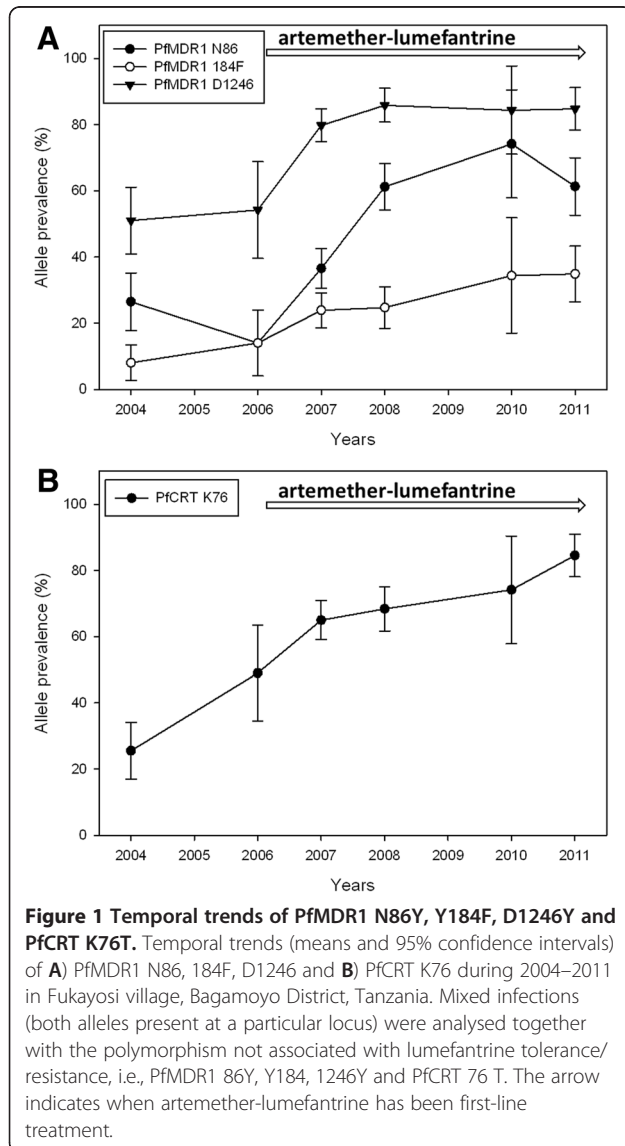 A
artemether-lumefantrine
PfMDR1 N86
PfMDR1 184F
PfMDR1 D1246
Allele prevalence (%)
100
80
60
40
20
0
2004 2005 2006 2007 2008 2009 2010 2011
Years
B
artemether-lumefantrine
PfCRT K76
Allele prevalence (%)
100
80
60
40
20
0
2004 2005 2006 2007 2008 2009 2010 2011
Years
Figure 1 Temporal trends of PfMDR1 N86Y, Y184F, D1246Y and
PfCRT K76T. Temporal trends (means and 95% confidence intervals)
of A) PfMDR1 N86, 184F, D1246 and B) PfCRT K76 during 2004–2011
in Fukayosi village, Bagamoyo District, Tanzania. Mixed infections
(both alleles present at a particular locus) were analysed together
with the polymorphism not associated with lumefantrine tolerance/
resistance, i.e., PfMDR1 86Y, Y184, 1246Y and PfCRT 76 T. The arrow
indicates when artemether-lumefantrine has been first-line
treatment.